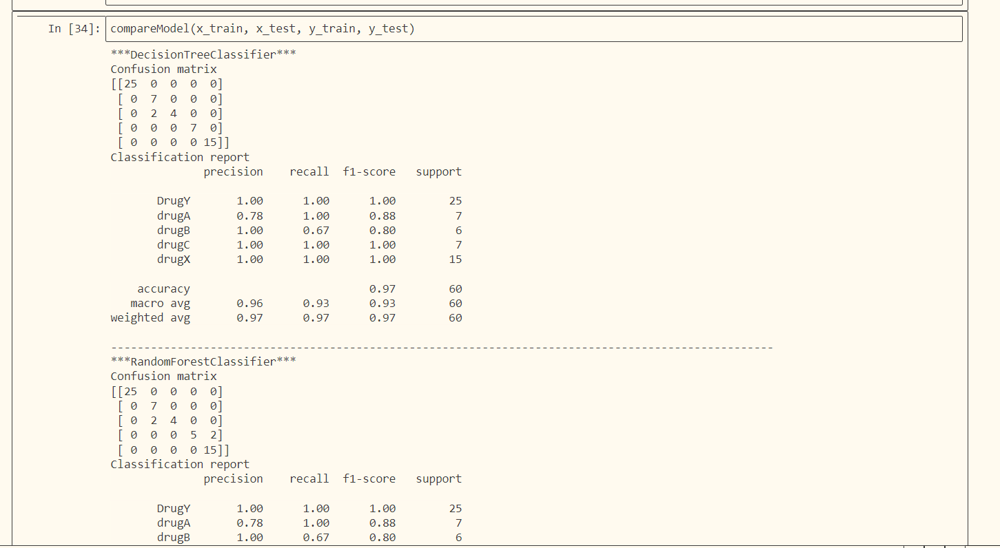 In [34]: compareModel(x_train, x_test, y_train, y_test)
***DecisionTreeClassifier***
Confusion matrix
[[25  0  0  0  0]
 [ 0  7  0  0  0]
 [ 0  2  4  0  0]
 [ 0  0  0  7  0]
 [ 0  0  0  0 15]]
Classification report
              precision    recall  f1-score   support

       DrugY       1.00      1.00      1.00        25
       drugA       0.78      1.00      0.88         7
       drugB       1.00      0.67      0.80         6
       drugC       1.00      1.00      1.00         7
       drugX       1.00      1.00      1.00        15

    accuracy                           0.97        60
   macro avg       0.96      0.93      0.93        60
weighted avg       0.97      0.97      0.97        60

----------------------------------------------------------------------------------------------------
***RandomForestClassifier***
Confusion matrix
[[25  0  0  0  0]
 [ 0  7  0  0  0]
 [ 0  2  4  0  0]
 [ 0  0  0  5  2]
 [ 0  0  0  0 15]]
Classification report
              precision    recall  f1-score   support

       DrugY       1.00      1.00      1.00        25
       drugA       0.78      1.00      0.88         7
       drugB       1.00      0.67      0.80         6